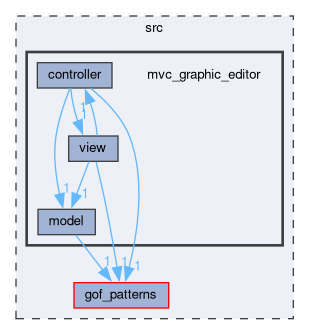 src
controller
mvc_graphic_editor
1
1
view
1
1
model
1
1
1
gof_patterns